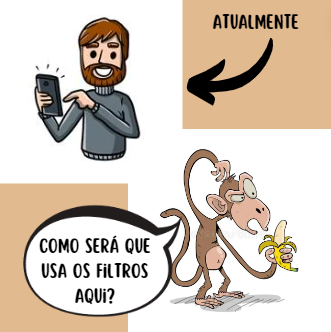 ATUALMENTE
COMO SERÁ QUE
USA OS FILTROS
AQUI?